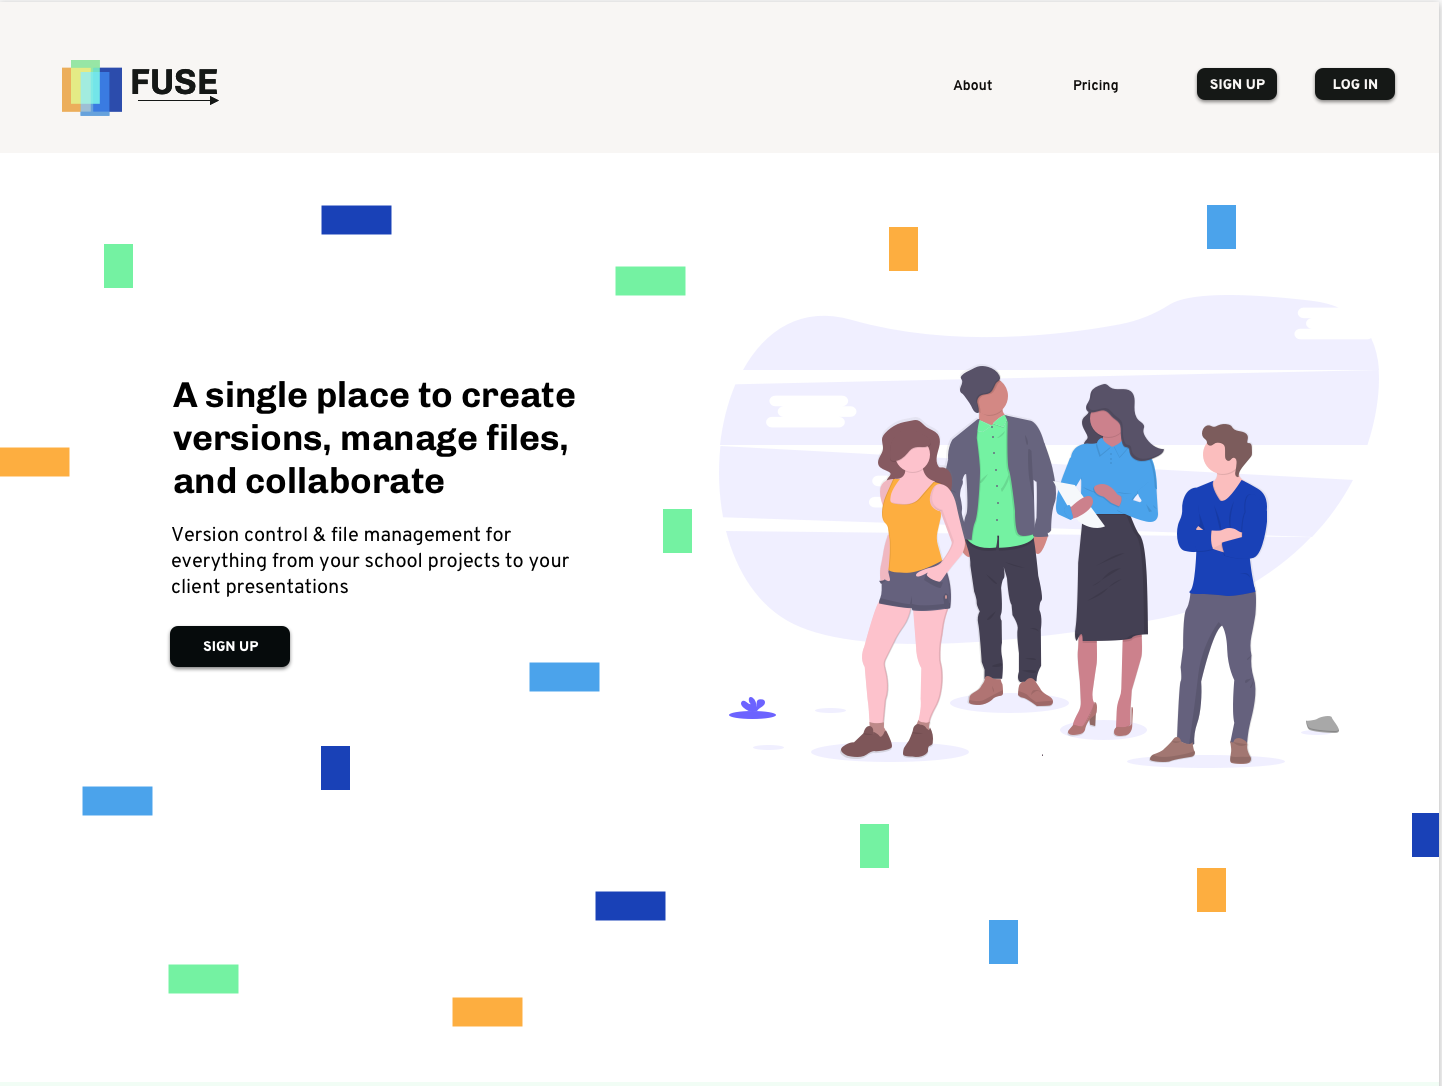 FUSE
About
Pricing
SIGN UP
LOG IN
A single place to create
versions, manage files,
and collaborate
Version control & file management for
everything from your school projects to your
client presentations
SIGN UP